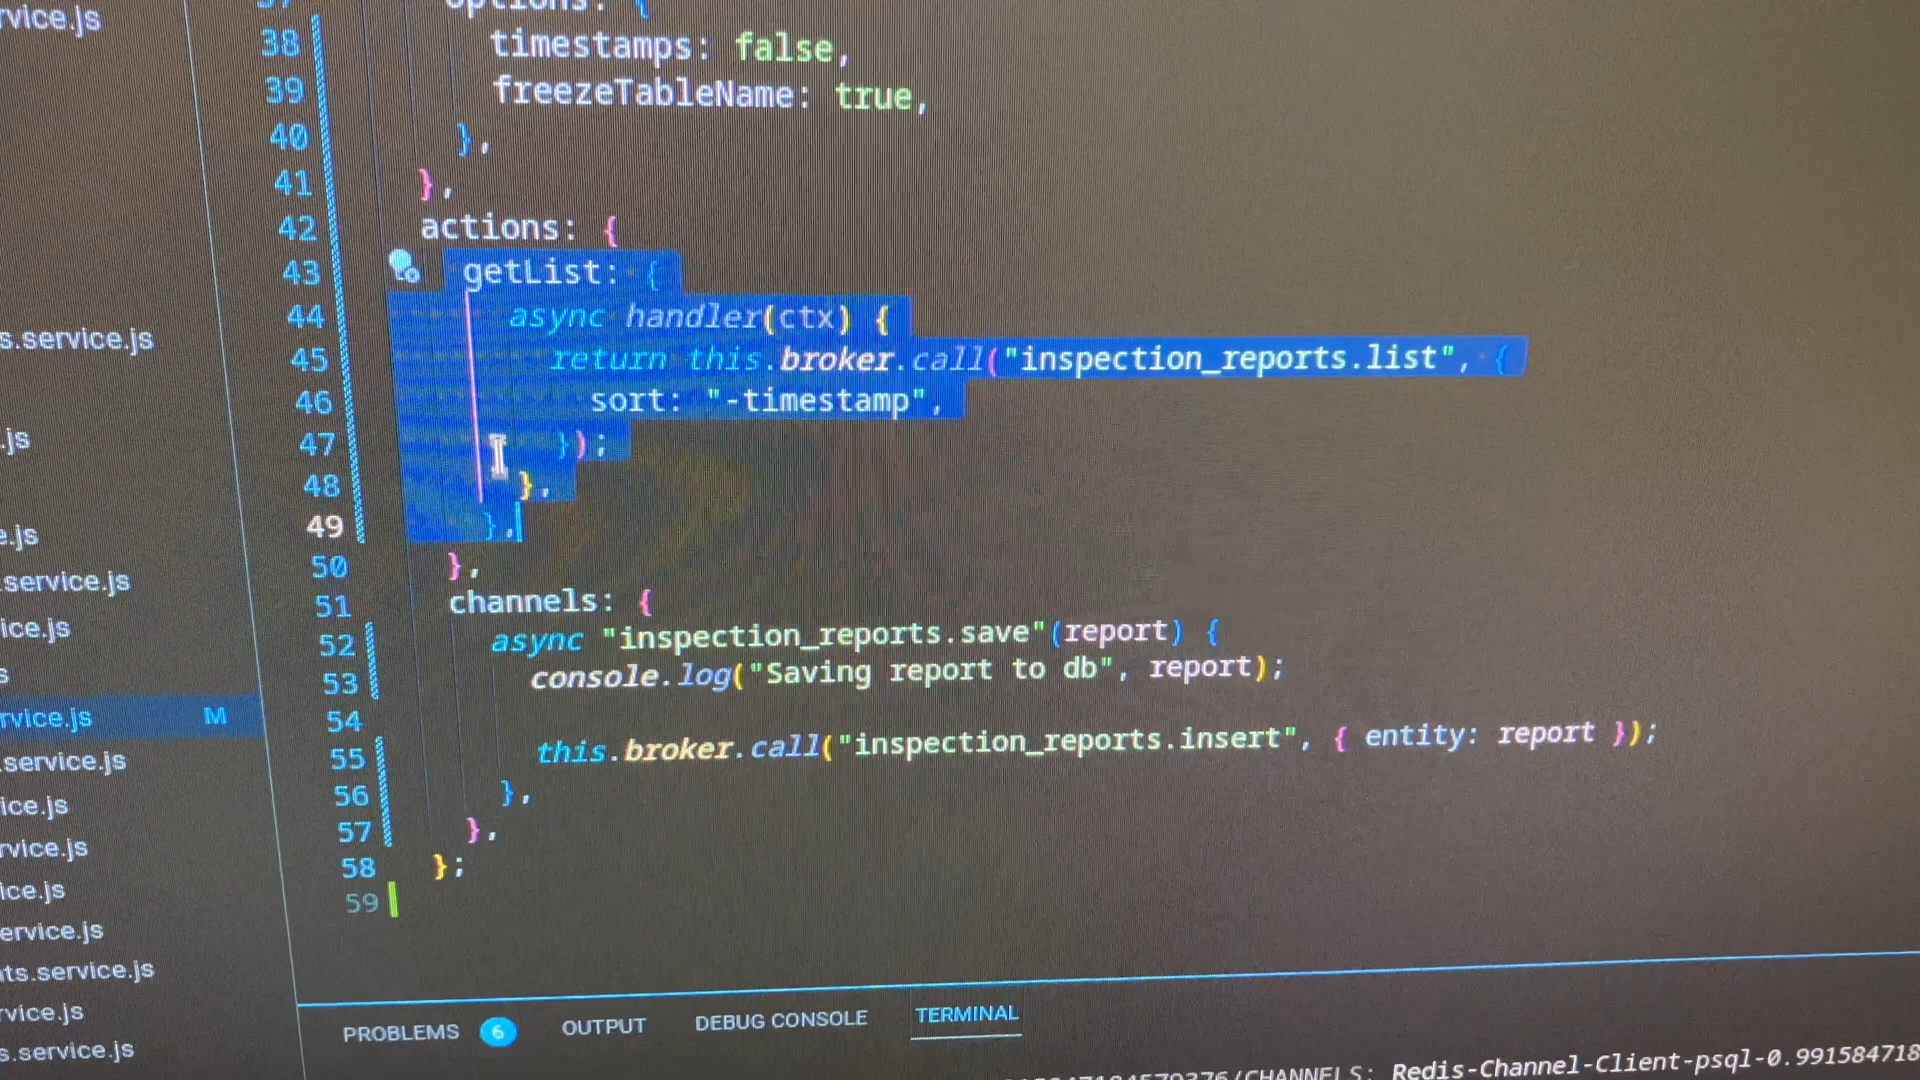 rvice.js
options: {
38 timestamps: false,
39 freezeTableName: true,
40 },
41 },
42 actions: {
43 getList: {
44 async handler(ctx) {
45 return this.broker.call("inspection_reports.list", {
46 sort: "-timestamp",
47 });
48 },
49 },
50 },
51 channels: {
52 async "inspection_reports.save"(report) {
53 console.log("Saving report to db", report);
54
55 this.broker.call("inspection_reports.insert", { entity: report });
56 },
57 },
58 };
59
s.service.js
.js
e.js
.service.js
ice.js
s
rvice.js M
.service.js
ice.js
rvice.js
ice.js
ervice.js
nts.service.js
rvice.js
s.service.js
PROBLEMS 6 OUTPUT DEBUG CONSOLE TERMINAL
/CHANNELS: Redis-Channel-Client-psql-0.991584718